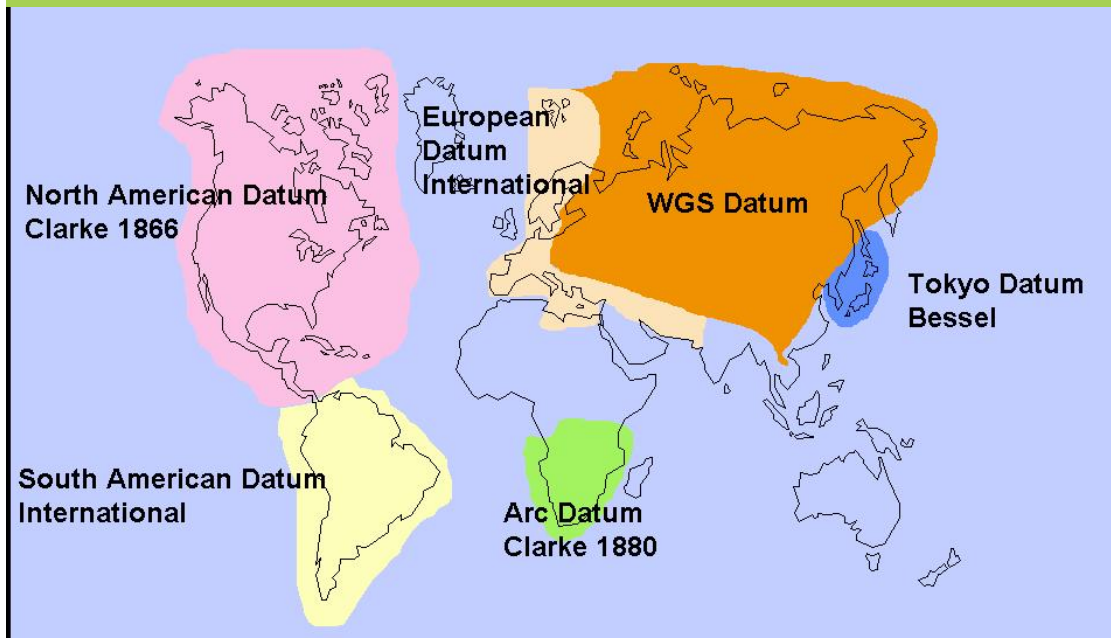 North American Datum
Clarke 1866
European
Datum
International
WGS Datum
Tokyo Datum
Bessel
South American Datum
International
Arc Datum
Clarke 1880